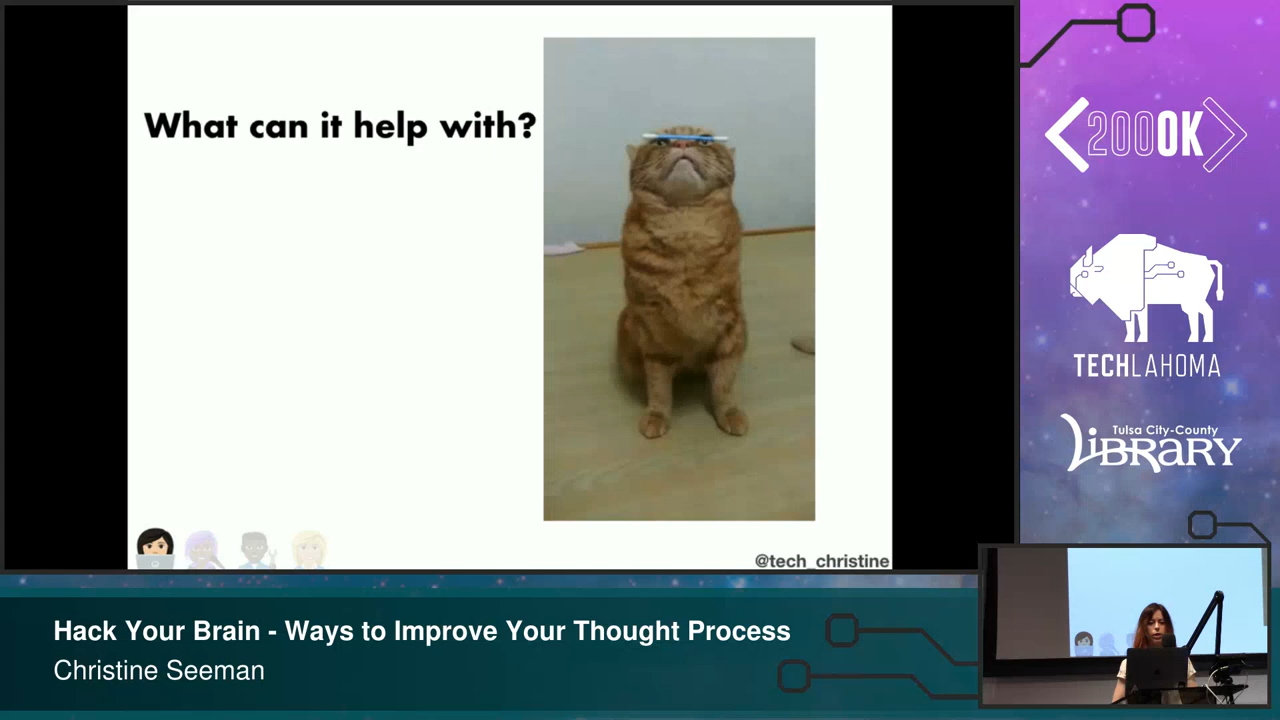 What can it help with?
@tech_christine
200OK
TECHLAHOMA
Tulsa City-County
LIBRARY
Hack Your Brain - Ways to Improve Your Thought Process
Christine Seeman